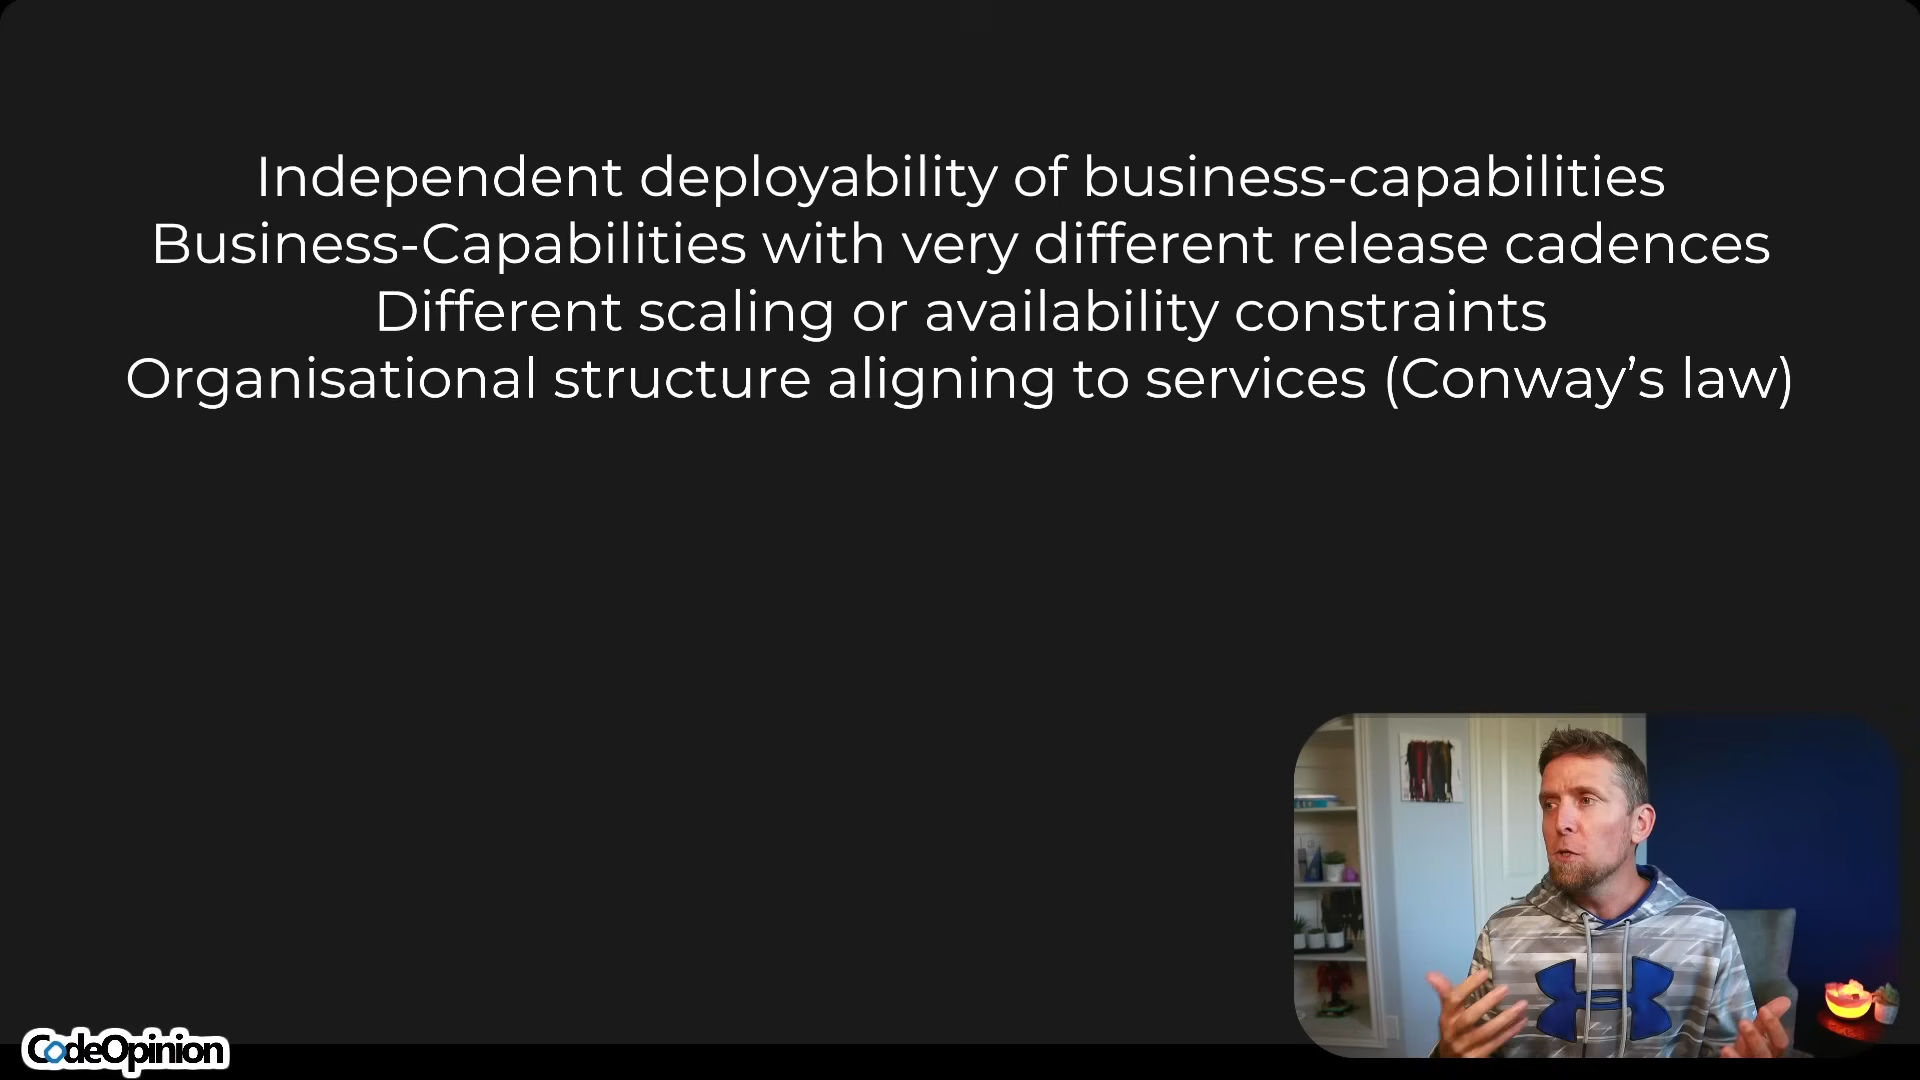 Independent deployability of business-capabilities
Business-Capabilities with very different release cadences
Different scaling or availability constraints
Organisational structure aligning to services (Conway’s law)
CodeOpinion